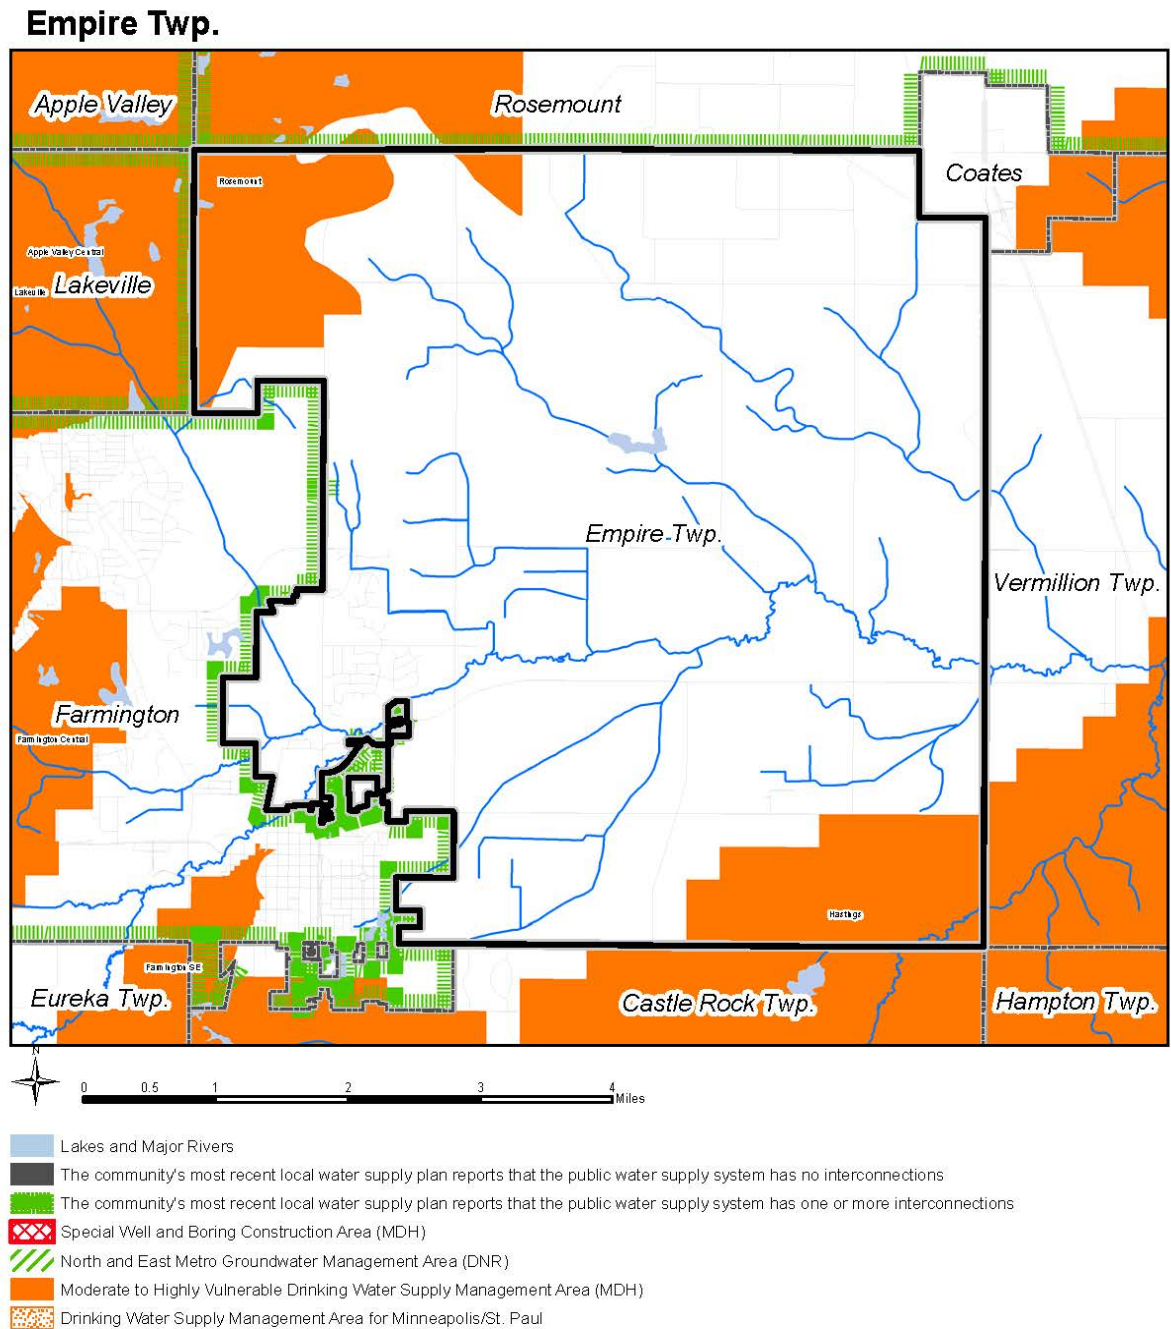 Empire Twp.
Apple Valley
Rosemount
Coates
Rosemount
Apple Valley Central
Lakeville
Lakeville
Empire Twp.
Vermillion Twp.
Farmington
Farmington Central
Hastings
Farmington SE
Eureka Twp.
Castle Rock Twp.
Hampton Twp.
N
0 0.5 1 2 3 4
Miles
Lakes and Major Rivers
The community's most recent local water supply plan reports that the public water supply system has no interconnections
The community's most recent local water supply plan reports that the public water supply system has one or more interconnections
Special Well and Boring Construction Area (MDH)
North and East Metro Groundwater Management Area (DNR)
Moderate to Highly Vulnerable Drinking Water Supply Management Area (MDH)
Drinking Water Supply Management Area for Minneapolis/St. Paul